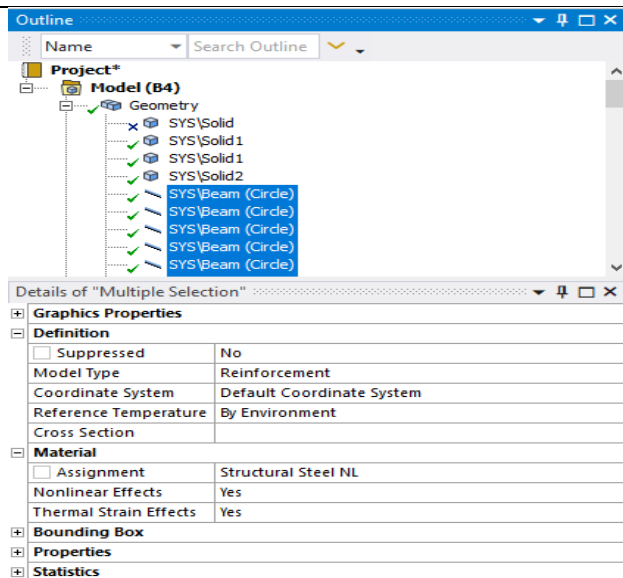 Outline
Name Search Outline
Project*
Model (B4)
Geometry
SYS\Solid
SYS\Solid1
SYS\Solid1
SYS\Solid2
SYS\Beam (Circle)
SYS\Beam (Circle)
SYS\Beam (Circle)
SYS\Beam (Circle)
Details of "Multiple Selection"
Graphics Properties
Definition
Suppressed No
Model Type Reinforcement
Coordinate System Default Coordinate System
Reference Temperature By Environment
Cross Section
Material
Assignment Structural Steel NL
Nonlinear Effects Yes
Thermal Strain Effects Yes
Bounding Box
Properties
Statistics